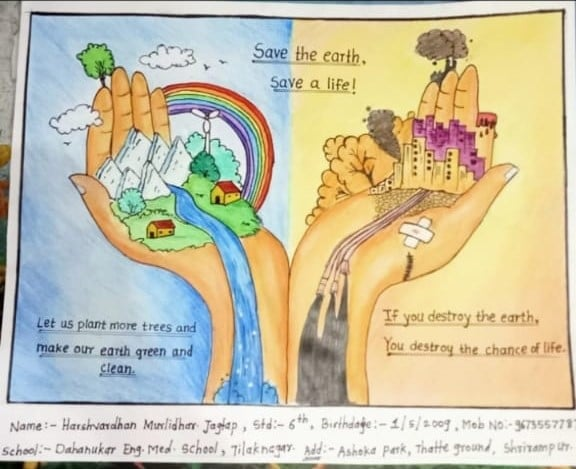 Save the earth,
Save a life!
Let us plant more trees and
make our earth green and
clean.
If you destroy the earth,
You destroy the chance of life.
Name:- Harshvardhan Murlidhar Jagtap, Std:- 6th, Birthdate:- 1/5/2009, Mob No:- 967355778
School:- Dahanukar Eng. Med. School, Tilaknagar. Add:- Ashoka Park, Thatte ground, Shrirampur.